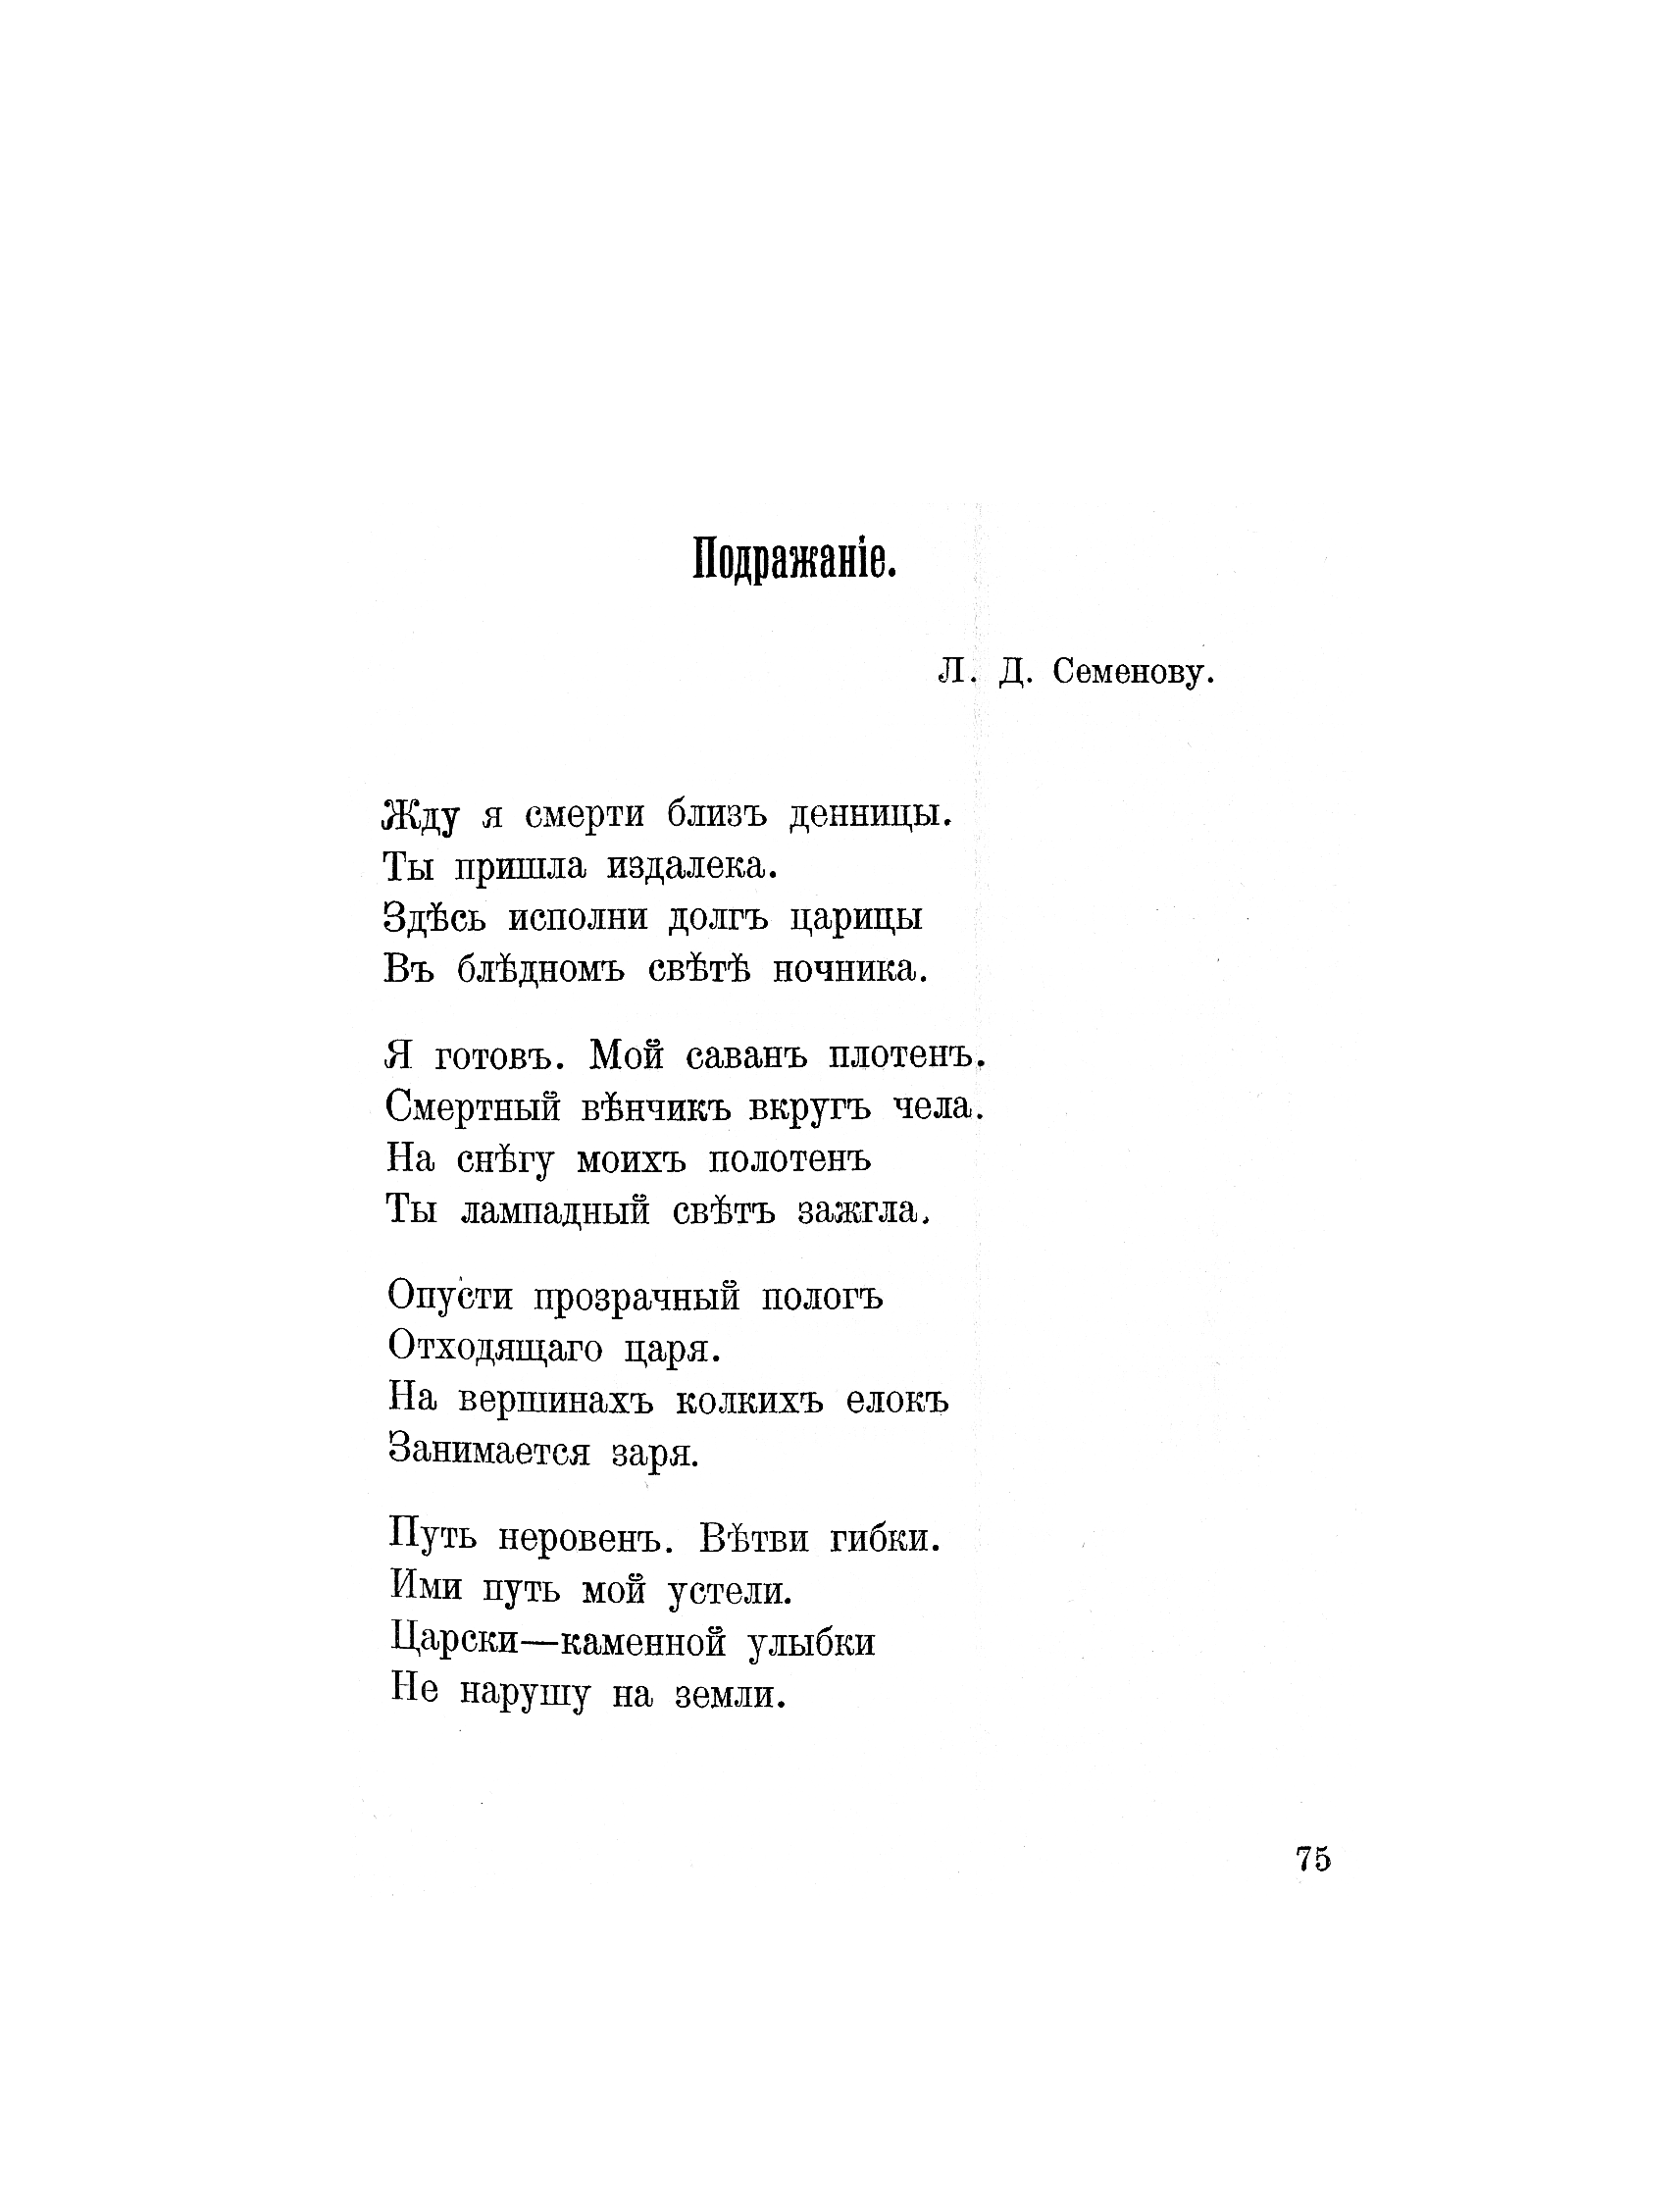 Подражаніе.
Л. Д. Семенову.
Жду я смерти близъ денницы.
Ты пришла издалека.
Здѣсь исполни долгъ царицы
Въ блѣдномъ свѣтѣ ночника.
Я готовъ. Мой саванъ плотенъ.
Смертный вѣнчикъ вкругъ чела.
На снѣгу моихъ полотенъ
Ты лампадный свѣтъ зажгла.
Опусти прозрачный пологъ
Отходящаго царя.
На вершинахъ колкихъ елокъ
Занимается заря.
Путь неровенъ. Вѣтви гибки.
Ими путь мой устели.
Царски—каменной улыбки
Не нарушу на земли.
75